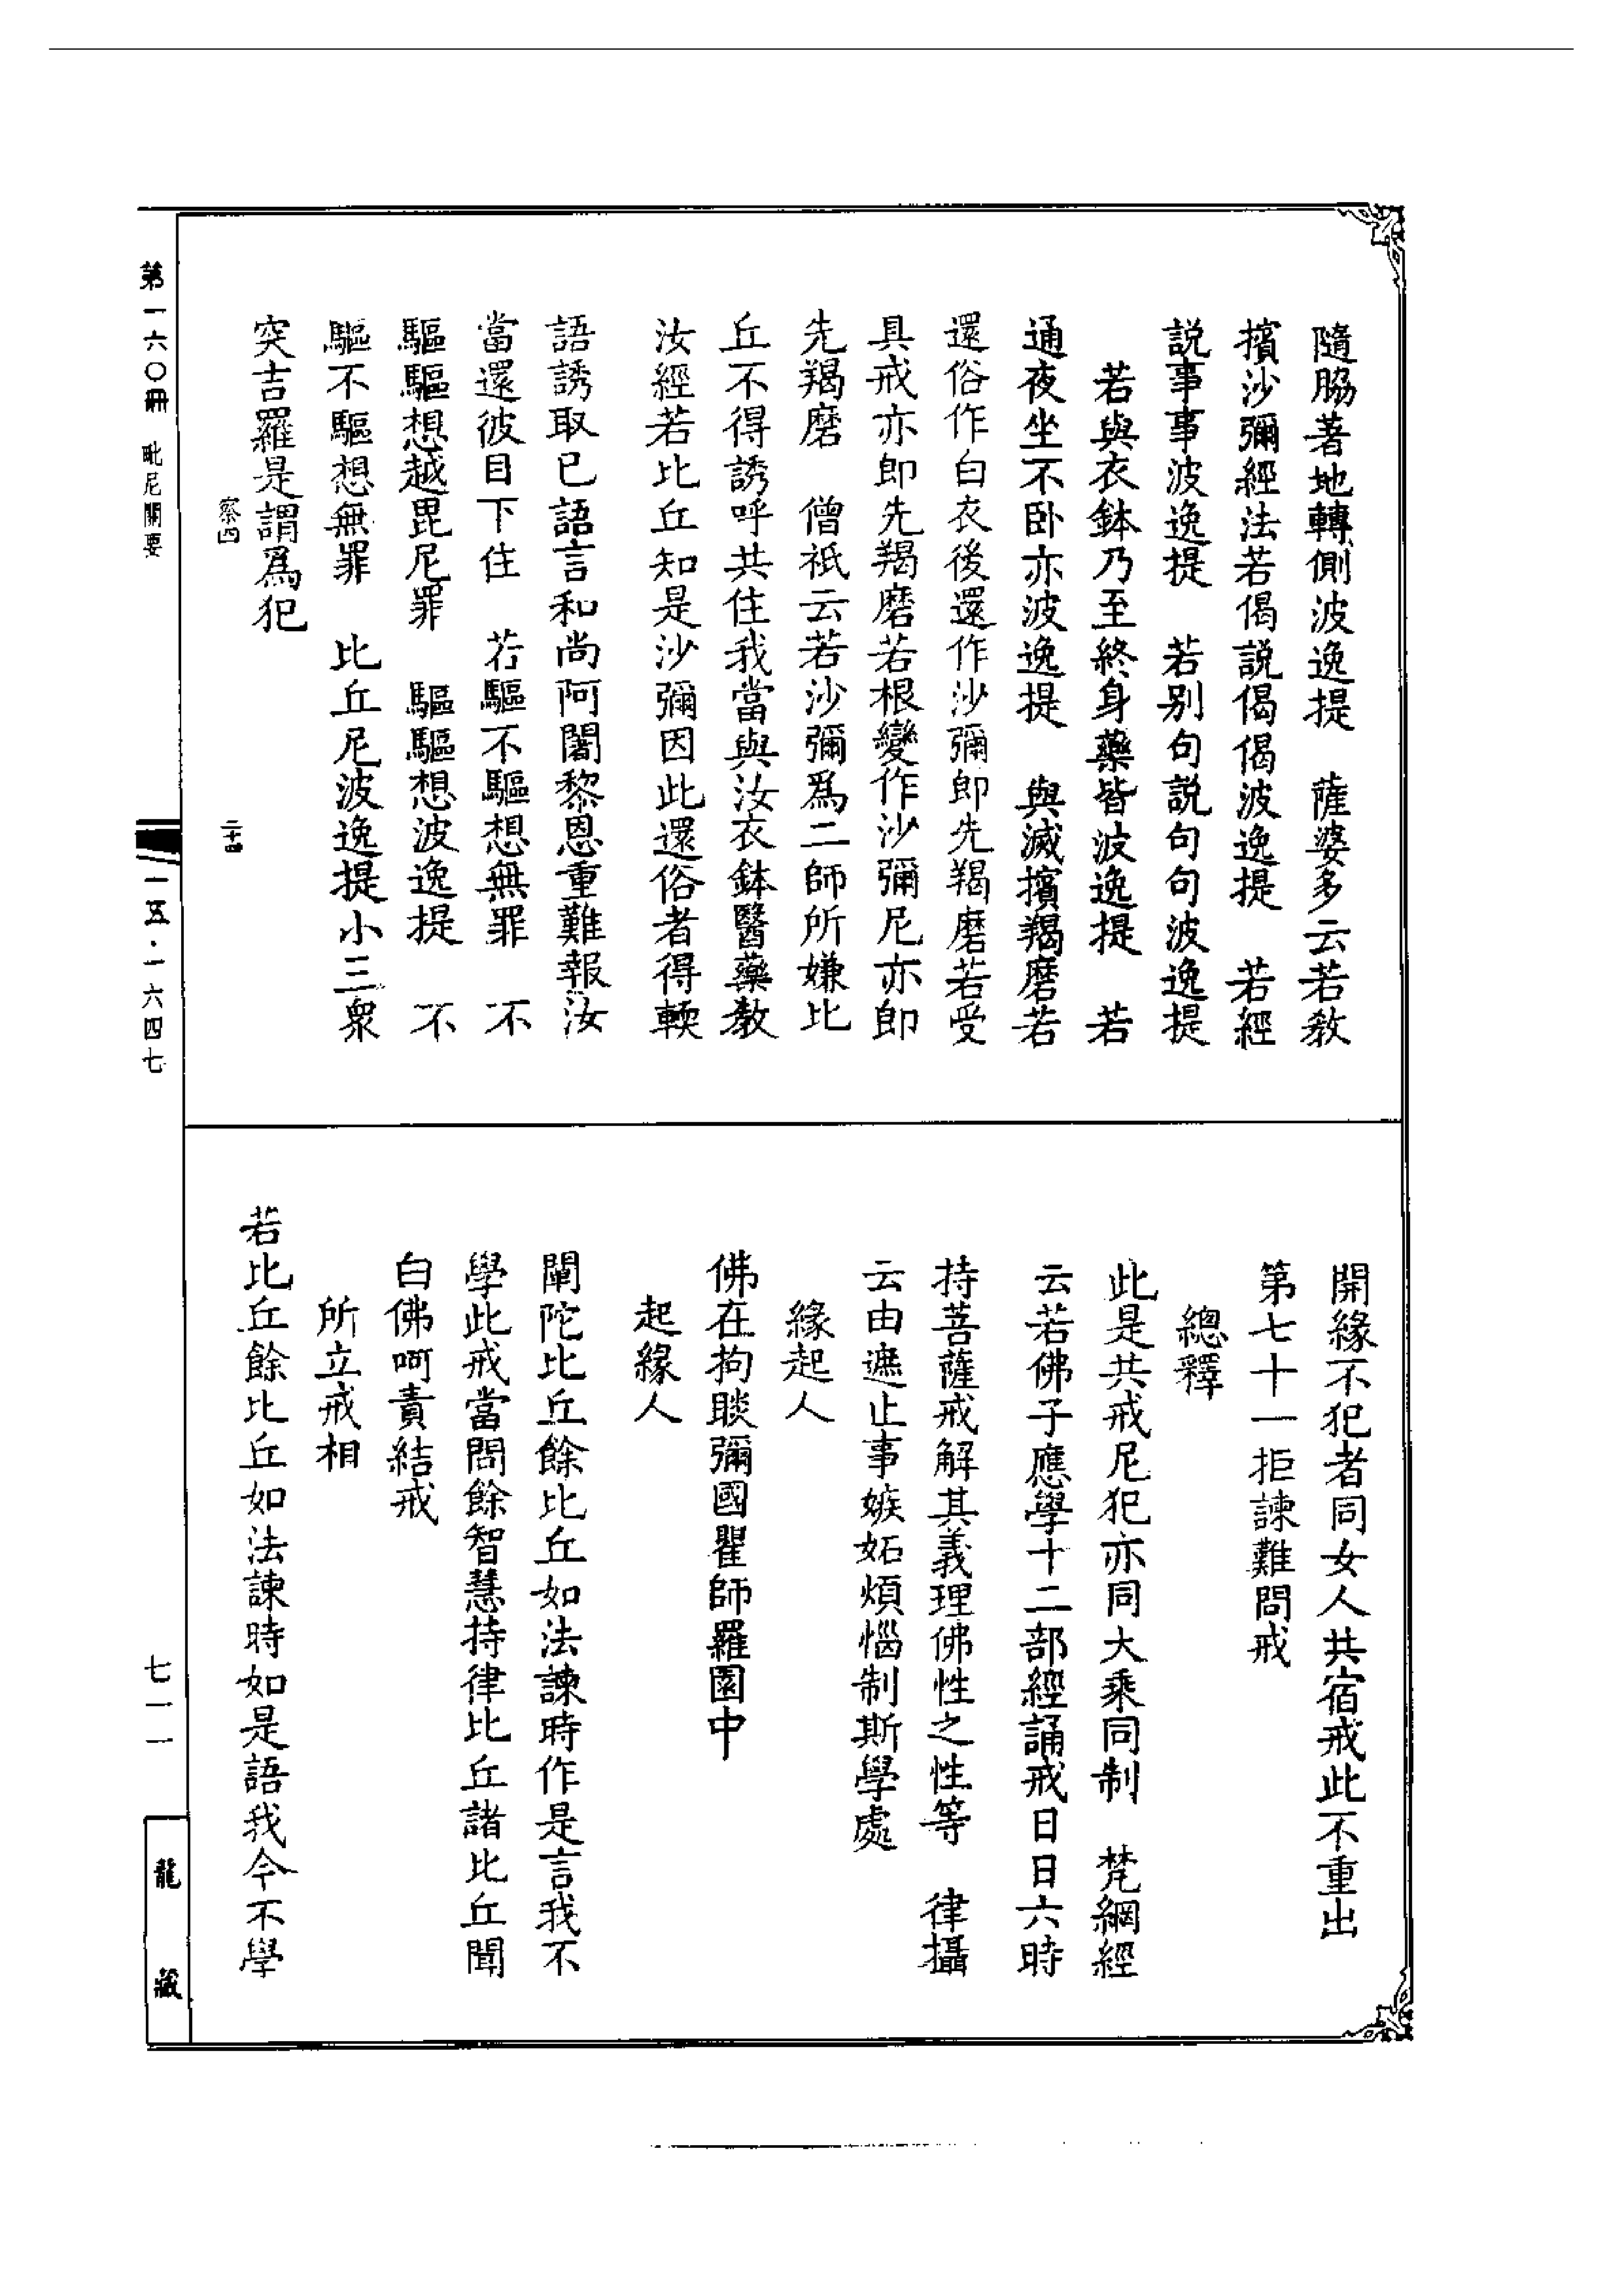 隨脇著地轉側波逸提　薩婆多云若教
擯沙彌經法若偈説偈偈波逸提　若經
説事事波逸提　若别句説句句波逸提
若與衣鉢乃至終身藥皆波逸提　若
通夜坐不卧亦波逸提　與滅擯羯磨若
還俗作白衣後還作沙彌即先羯磨若受
具戒亦即先羯磨若根變作沙彌尼亦即
先羯磨　僧祇云若沙彌爲二師所嫌比
丘不得誘呼共住我當與汝衣鉢醫藥教
汝經若比丘知是沙彌因此還俗者得輭
語誘取已語言和尚阿闍黎恩重難報汝
當還彼目下住　若驅不驅想無罪　不
驅驅想越毘尼罪　驅驅想波逸提　不
驅不驅想無罪　比丘尼波逸提小三衆
突吉羅是謂爲犯
察四　二十四
開緣不犯者同女人共宿戒此不重出
第七十一拒諫難問戒
總釋
此是共戒尼犯亦同大乘同制　梵網經
云若佛子應學十二部經誦戒日日六時
持菩薩戒解其義理佛性之性等　律攝
云由遮止事嫉妬煩惱制斯學處
緣起人
佛在拘睒彌國瞿師羅園中
起緣人
闡陀比丘餘比丘如法諫時作是言我不
學此戒當問餘智慧持律比丘諸比丘聞
白佛呵責結戒
所立戒相
若比丘餘比丘如法諫時如是語我今不學
第一六〇冊　毗尼關要
一五·一六四七
七一一
龍藏